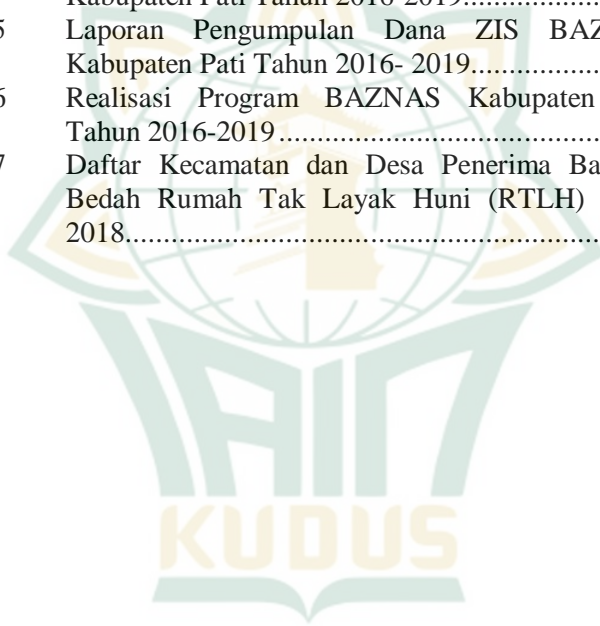 Kabupaten Pati Tahun 2016-2019....................
5 Laporan Pengumpulan Dana ZIS BAZ
Kabupaten Pati Tahun 2016- 2019....................
6 Realisasi Program BAZNAS Kabupaten
Tahun 2016-2019....................
7 Daftar Kecamatan dan Desa Penerima Ba
Bedah Rumah Tak Layak Huni (RTLH)
2018....................
IAIN
KUDUS